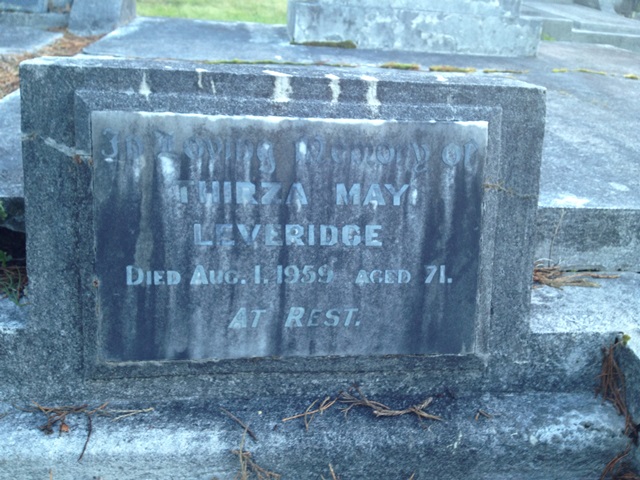 In Loving Memory of
THIRZA MAY
LEVERIDGE
DIED AUG. 1. 1959 AGED 71.
AT REST.